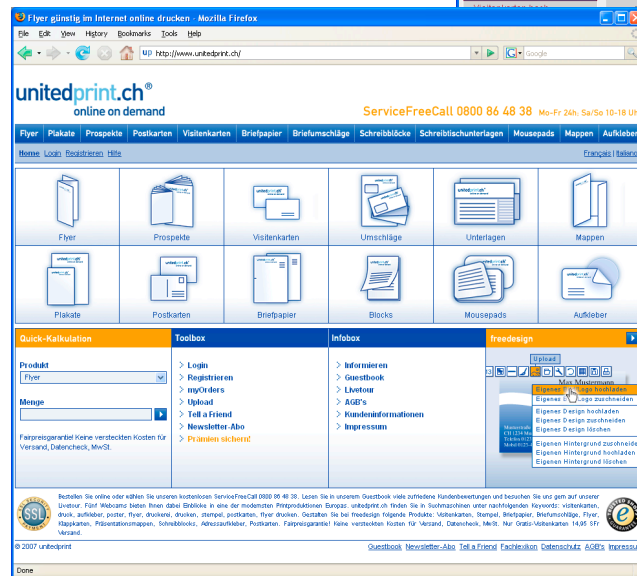 Flyer günstig im Internet online drucken - Mozilla Firefox
File Edit View History Bookmarks Tools Help
http://www.unitedprint.ch/
Google
unitedprint.ch®
online on demand
ServiceFreeCall 0800 86 48 38 Mo-Fr 24h, Sa/So 10-18 Uhr
Flyer Plakate Prospekte Postkarten Visitenkarten Briefpapier Briefumschläge Schreibblöcke Schreibtischunterlagen Mousepads Mappen Aufkleber
Home Login Registrieren Hilfe
Français | Italiano
Flyer Prospekte Visitenkarten Umschläge Unterlagen Mappen
Plakate Postkarten Briefpapier Blocks Mousepads Aufkleber
Quick-Kalkulation Toolbox Infobox freedesign
Produkt
Flyer
Menge
Fairpreisgarantie! Keine versteckten Kosten für
Versand, Datencheck, MwSt.
> Login
> Registrieren
> myOrders
> Upload
> Tell a Friend
> Newsletter-Abo
> Prämien sichern!
> Informieren
> Guestbook
> Livetour
> AGB's
> Kundeninformationen
> Impressum
Upload
Max Mustermann
Eigenes Logo hochladen
Eigenes Logo zuschneiden
Eigenes Design hochladen
Eigenes Design zuschneiden
Eigenes Design löschen
Eigenen Hintergrund zuschneide
Eigenen Hintergrund hochladen
Eigenen Hintergrund löschen
SSL
Bestellen Sie online oder wählen Sie unseren kostenlosen ServiceFreeCall 0800 86 48 38. Lesen Sie in unserem Guestbook viele zufriedene Kundenbewertungen und besuchen Sie uns gern auf unserer
Livetour. Fünf Webcams bieten Ihnen dabei Einblicke in eine der modernsten Printproduktionen Europas. unitedprint.ch finden Sie in Suchmaschinen unter nachfolgenden Keywords: visitenkarten,
druck, aufkleber, poster, flyer, druckerei, drucken, stempel, postkarten, flyer drucken. Gestalten Sie bei freedesign folgende Produkte: Visitenkarten, Stempel, Briefpapier, Briefumschläge, Flyer,
Klappkarten, Präsentationsmappen, Schreibblocks, Adressaufkleber, Postkarten. Fairpreisgarantie! Keine versteckten Kosten für Versand, Datencheck, MwSt. Nur Gratis-Visitenkarten 14,95 SFr
Versand.
© 2007 unitedprint
Guestbook Newsletter-Abo Tell a Friend Fachlexikon Datenschutz AGB's Impressu
Done